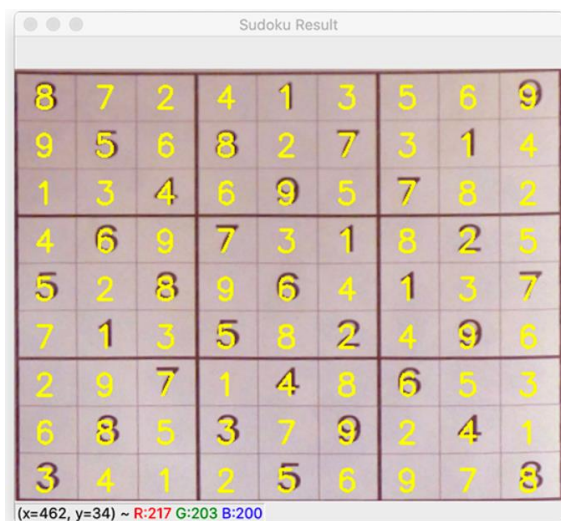 Sudoku Result
8 7 2 4 1 3 5 6 9
9 5 6 8 2 7 3 1 4
1 3 4 6 9 5 7 8 2
4 6 9 7 3 1 8 2 5
5 2 8 9 6 4 1 3 7
7 1 3 5 8 2 4 9 6
2 9 7 1 4 8 6 5 3
6 8 5 3 7 9 2 4 1
3 4 1 2 5 6 9 7 8
(x=462, y=34) ~ R:217 G:203 B:200